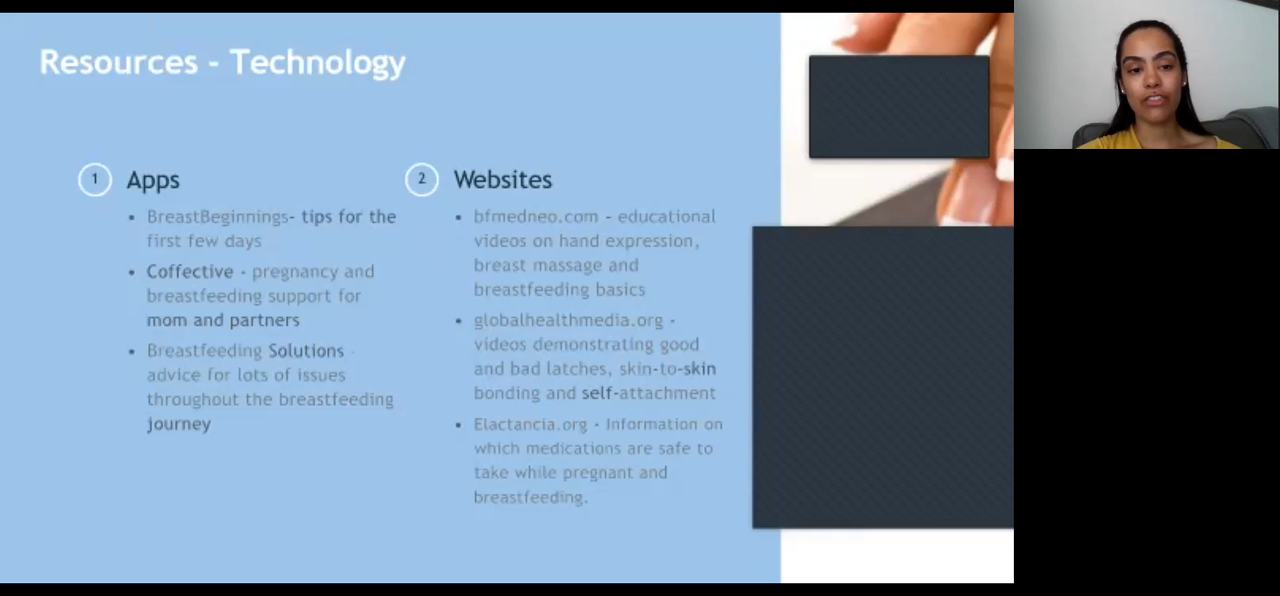 Resources - Technology
1 Apps
• BreastBeginnings- tips for the
first few days
• Coffective - pregnancy and
breastfeeding support for
mom and partners
• Breastfeeding Solutions -
advice for lots of issues
throughout the breastfeeding
journey
2 Websites
• bfmedneo.com - educational
videos on hand expression,
breast massage and
breastfeeding basics
• globalhealthmedia.org -
videos demonstrating good
and bad latches, skin-to-skin
bonding and self-attachment
• Elactancia.org - Information on
which medications are safe to
take while pregnant and
breastfeeding.